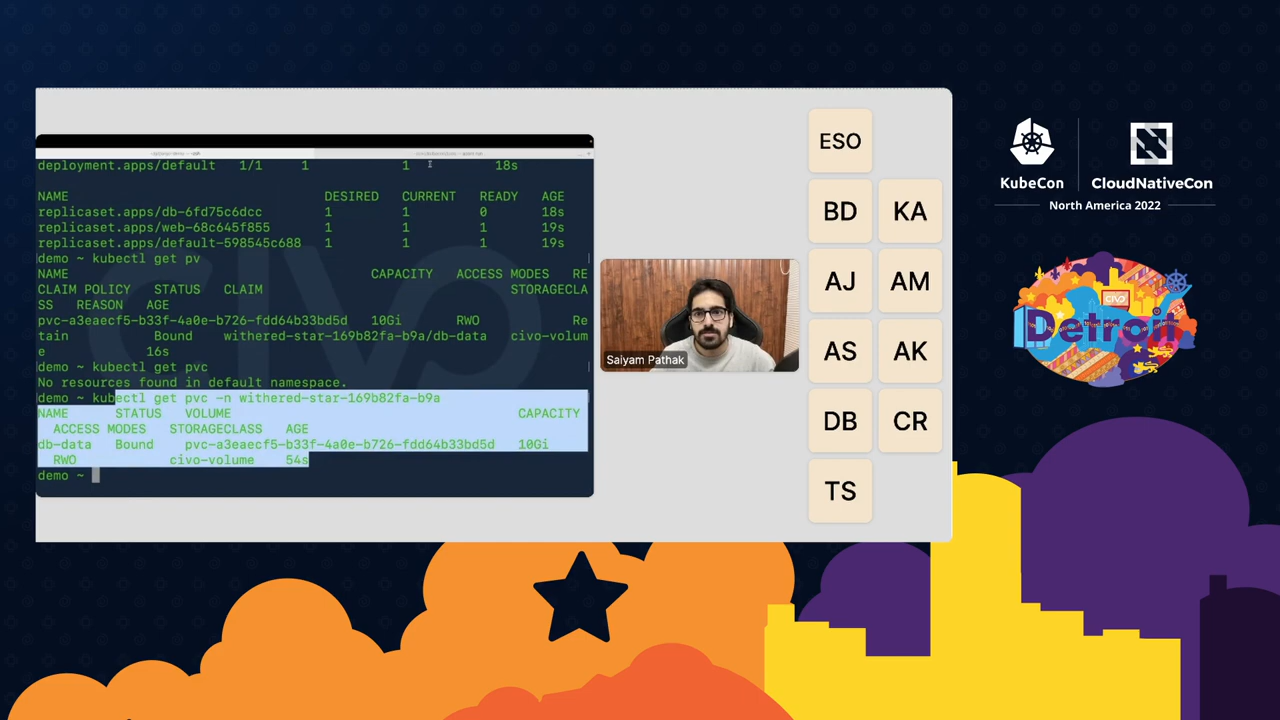 deployment.apps/default 1/1 1 1 18s
NAME DESIRED CURRENT READY AGE
replicaset.apps/db-6fd75c6dcc 1 1 0 18s
replicaset.apps/web-68c645f855 1 1 1 19s
replicaset.apps/default-598545c688 1 1 1 19s
demo ~ kubectl get pv
NAME CAPACITY ACCESS MODES RE
CLAIM POLICY STATUS CLAIM STORAGECLA
SS REASON AGE
pvc-a3eaecf5-b33f-4a0e-b726-fdd64b33bd5d 10Gi RWO Re
tain Bound withered-star-169b82fa-b9a/db-data civo-volum
e 16s
demo ~ kubectl get pvc
No resources found in default namespace.
demo ~ kubectl get pvc -n withered-star-169b82fa-b9a
NAME STATUS VOLUME CAPACITY
ACCESS MODES STORAGECLASS AGE
db-data Bound pvc-a3eaecf5-b33f-4a0e-b726-fdd64b33bd5d 10Gi
RWO civo-volume 54s
demo ~
civo
Saiyam Pathak
ESO
BD KA
AJ AM
AS AK
DB CR
TS
KubeCon CloudNativeCon
North America 2022
CIVO
Detroit